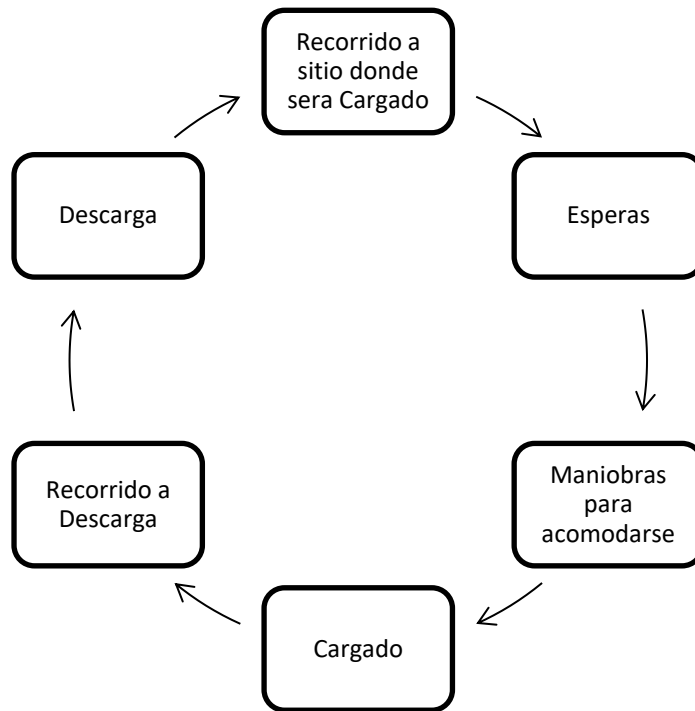 Recorrido a
sitio donde
sera Cargado
Esperas
Maniobras
para
acomodarse
Cargado
Recorrido a
Descarga
Descarga